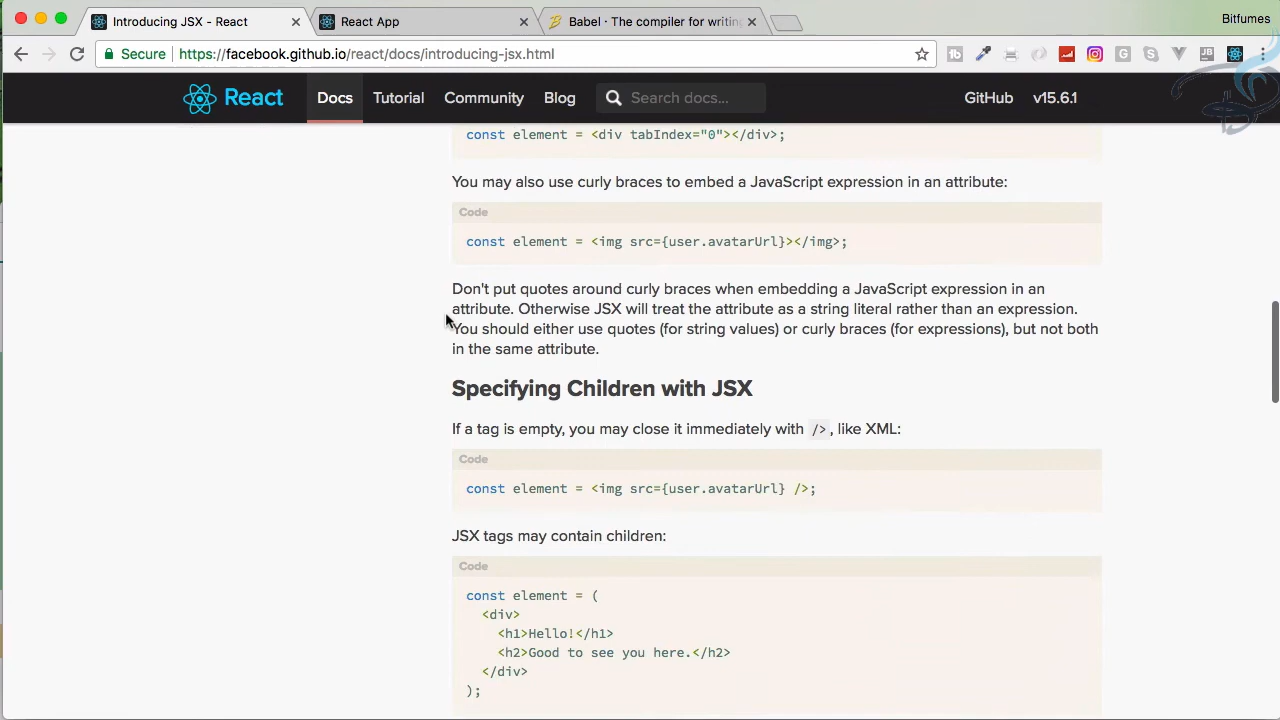 Introducing JSX - React
React App
Babel · The compiler for writing
Bitfumes
Secure
https://facebook.github.io/react/docs/introducing-jsx.html
React
Docs
Tutorial
Community
Blog
Search docs...
GitHub
v15.6.1
const element = <div tabIndex="0"></div>;
You may also use curly braces to embed a JavaScript expression in an attribute:
Code
const element = <img src={user.avatarUrl}></img>;
Don't put quotes around curly braces when embedding a JavaScript expression in an
attribute. Otherwise JSX will treat the attribute as a string literal rather than an expression.
You should either use quotes (for string values) or curly braces (for expressions), but not both
in the same attribute.
Specifying Children with JSX
If a tag is empty, you may close it immediately with />, like XML:
Code
const element = <img src={user.avatarUrl} />;
JSX tags may contain children:
Code
const element = (
<div>
<h1>Hello!</h1>
<h2>Good to see you here.</h2>
</div>
);